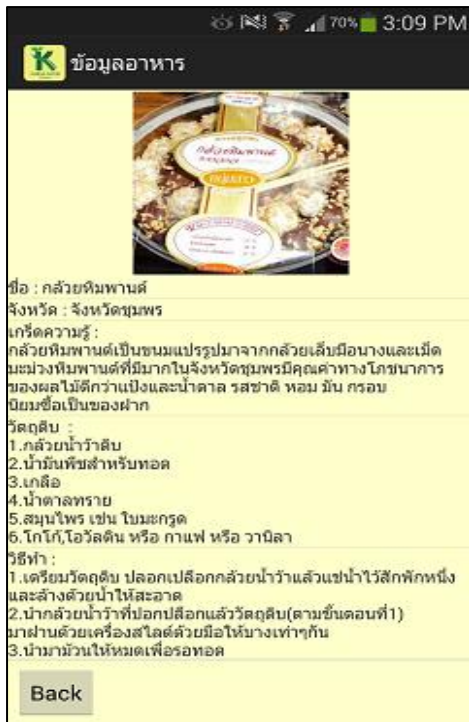 70% 3:09 PM
ข้อมูลอาหาร
กล้วยหิมพานต์
ชื่อ : กล้วยหิมพานต์
จังหวัด : จังหวัดชุมพร
เกร็ดความรู้ :
กล้วยหิมพานต์เป็นขนมแปรรูปมาจากกล้วยเล็บมือนางและเม็ด
มะม่วงหิมพานต์ที่มีมากในจังหวัดชุมพรมีคุณค่าทางโภชนาการ
ของผลไม้ดีกว่าแป้งและน้ำตาล รสชาติ หอม มัน กรอบ
นิยมซื้อเป็นของฝาก
วัตถุดิบ :
1.กล้วยน้ำว้าดิบ
2.น้ำมันพืชสำหรับทอด
3.เกลือ
4.น้ำตาลทราย
5.สมุนไพร เช่น ใบมะกรูด
6.โกโก้,โอวัลติน หรือ กาแฟ หรือ วานิลา
วิธีทำ :
1.เตรียมวัตถุดิบ ปลอกเปลือกกล้วยน้ำว้าแล้วแช่น้ำไว้สักพักหนึ่ง
และล้างด้วยน้ำให้สะอาด
2.นำกล้วยน้ำว้าที่ปอกปลือกแล้ววัตถุดิบ(ตามขั้นตอนที่1)
มาฝานด้วยเครื่องสไลด์ด้วยมือให้บางเท่าๆกัน
3.นำมาม้วนให้หมดเพื่อรอทอด
Back